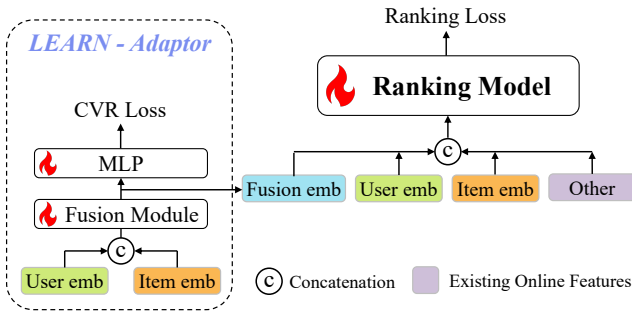 LEARN - Adaptor
CVR Loss
MLP
Fusion Module
c
User emb
Item emb
Ranking Loss
Ranking Model
c
Fusion emb
User emb
Item emb
Other
c Concatenation
Existing Online Features